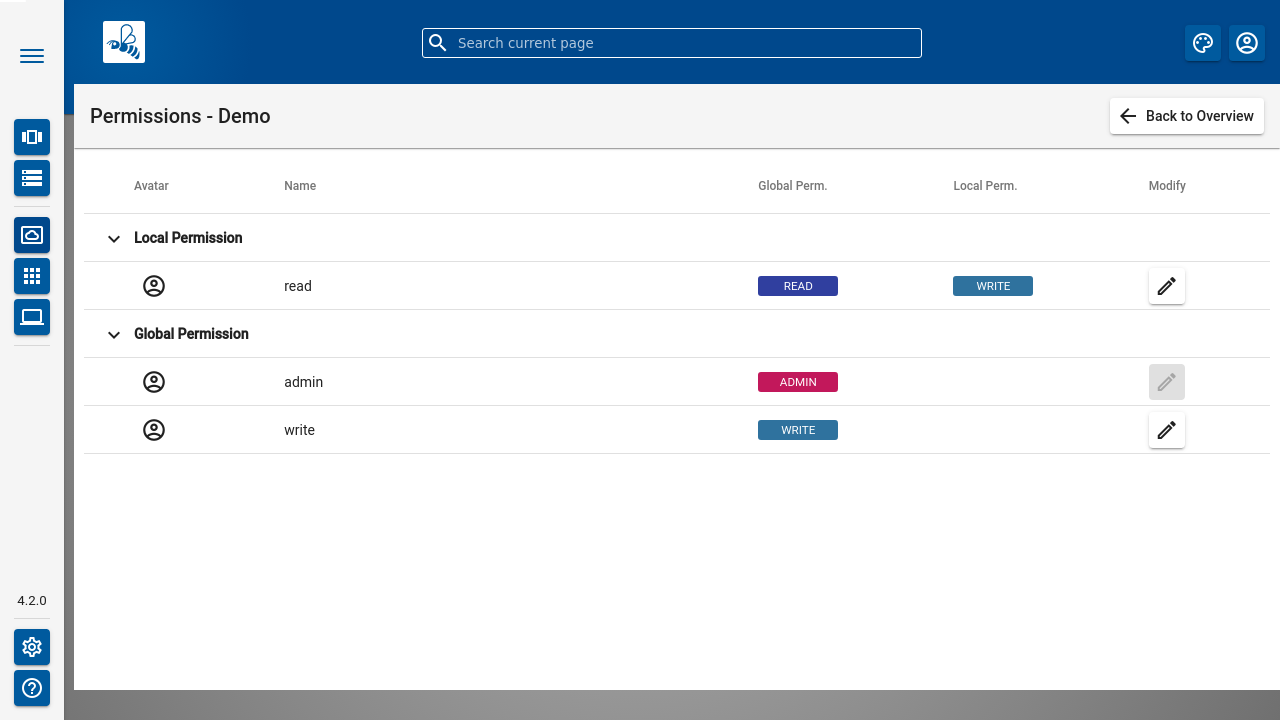 Search current page
Permissions - Demo
Back to Overview
Avatar Name Global Perm. Local Perm. Modify
Local Permission
read READ WRITE
Global Permission
admin ADMIN
write WRITE
4.2.0